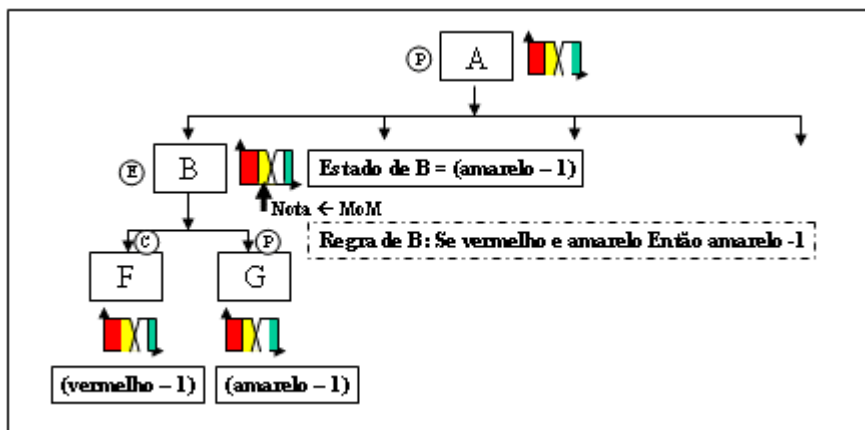 P
A
E
B
Estado de B = (amarelo – 1)
Nota ← MoM
Regra de B: Se vermelho e amarelo Então amarelo -1
C
P
F
G
(vermelho – 1)
(amarelo – 1)